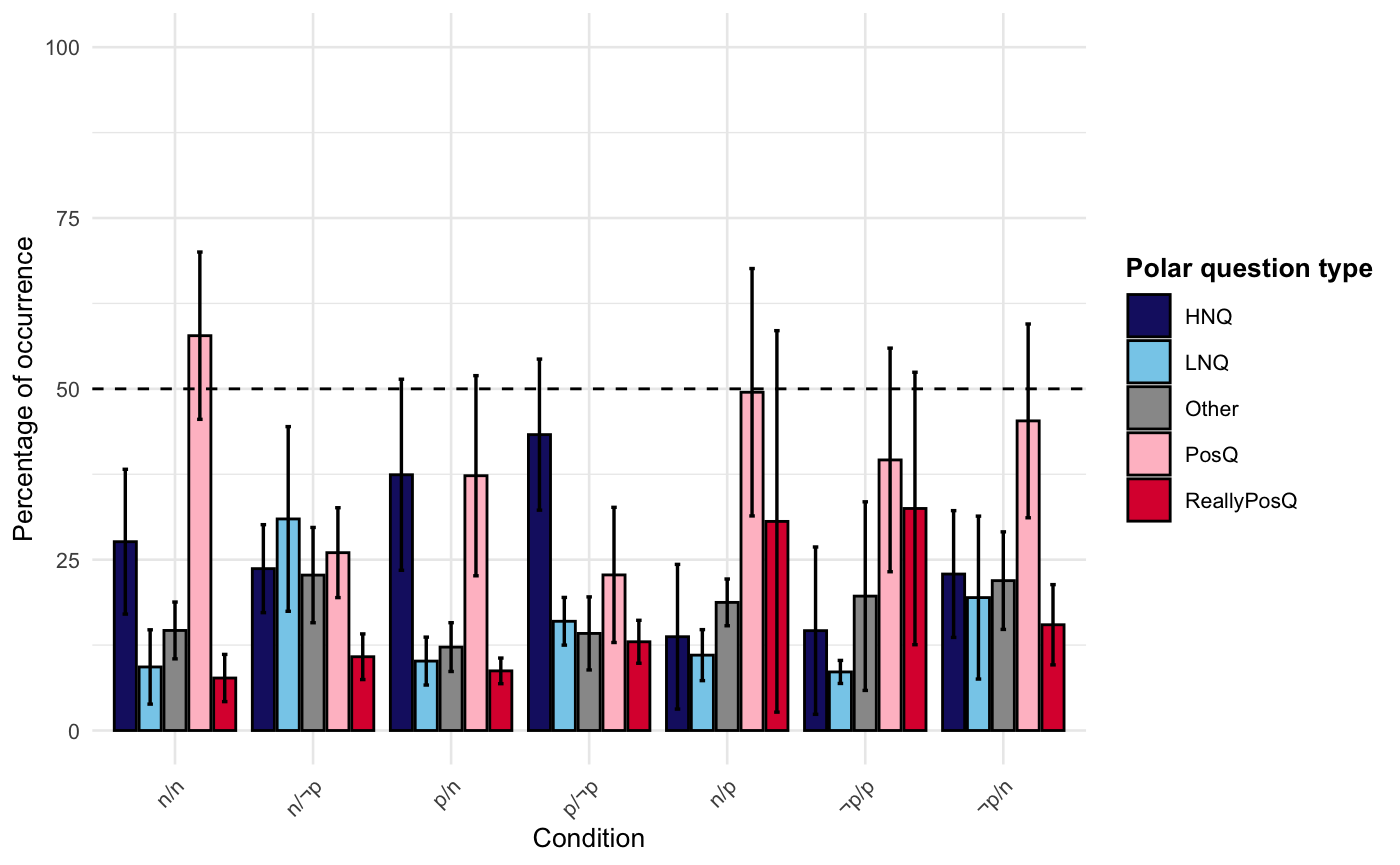 100
75
50
25
0
Percentage of occurrence
n/n
n/¬p
p/n
p/¬p
n/p
¬p/p
¬p/n
Condition
Polar question type
HNQ
LNQ
Other
PosQ
ReallyPosQ